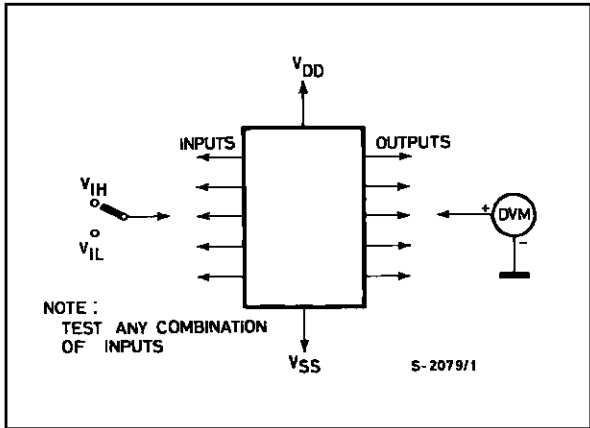 VDD
INPUTS
OUTPUTS
VIH
VIL
+
DVM
-
NOTE :
TEST ANY COMBINATION
OF INPUTS
VSS
S-2079/1